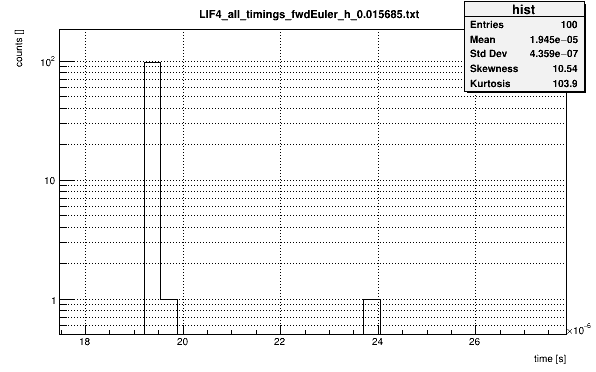 LIF4_all_timings_fwdEuler_h_0.015685.txt
hist
Entries 100
Mean 1.945e−05
Std Dev 4.359e−07
Skewness 10.54
Kurtosis 103.9
counts []
10²
10
1
18 20 22 24 26
×10⁻⁶
time [s]